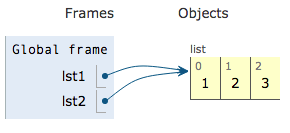 Frames Objects
Global frame
lst1
lst2
list
0 1 2
1 2 3